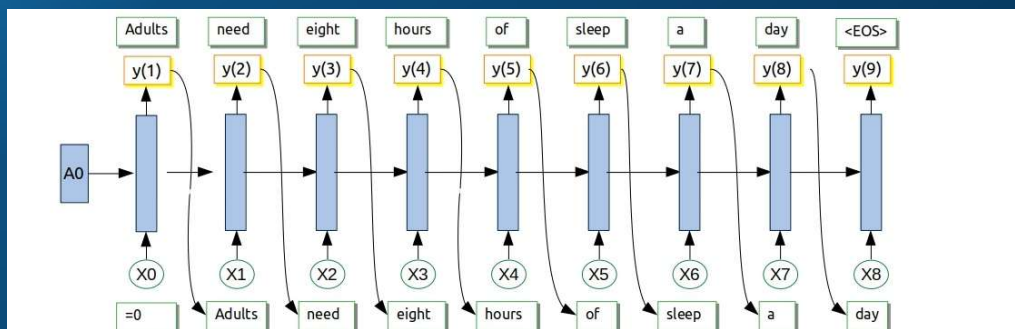 Adults need eight hours of sleep a day <EOS>
y(1) y(2) y(3) y(4) y(5) y(6) y(7) y(8) y(9)
A0
X0 X1 X2 X3 X4 X5 X6 X7 X8
=0 Adults need eight hours of sleep a day